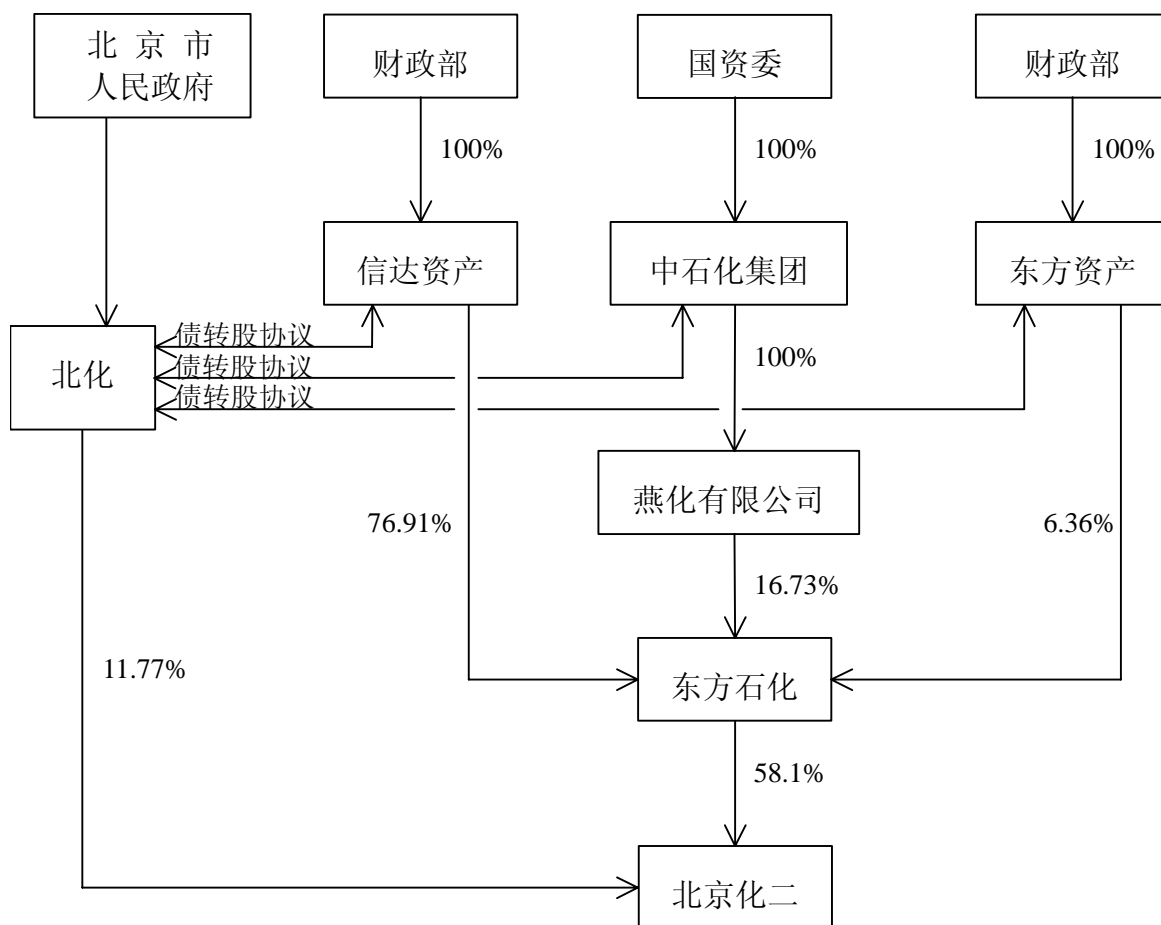 北 京 市
人民政府
财政部
国资委
财政部
100%
100%
100%
信达资产
中石化集团
东方资产
债转股协议
债转股协议
债转股协议
北化
100%
燕化有限公司
76.91%
6.36%
16.73%
11.77%
东方石化
58.1%
北京化二